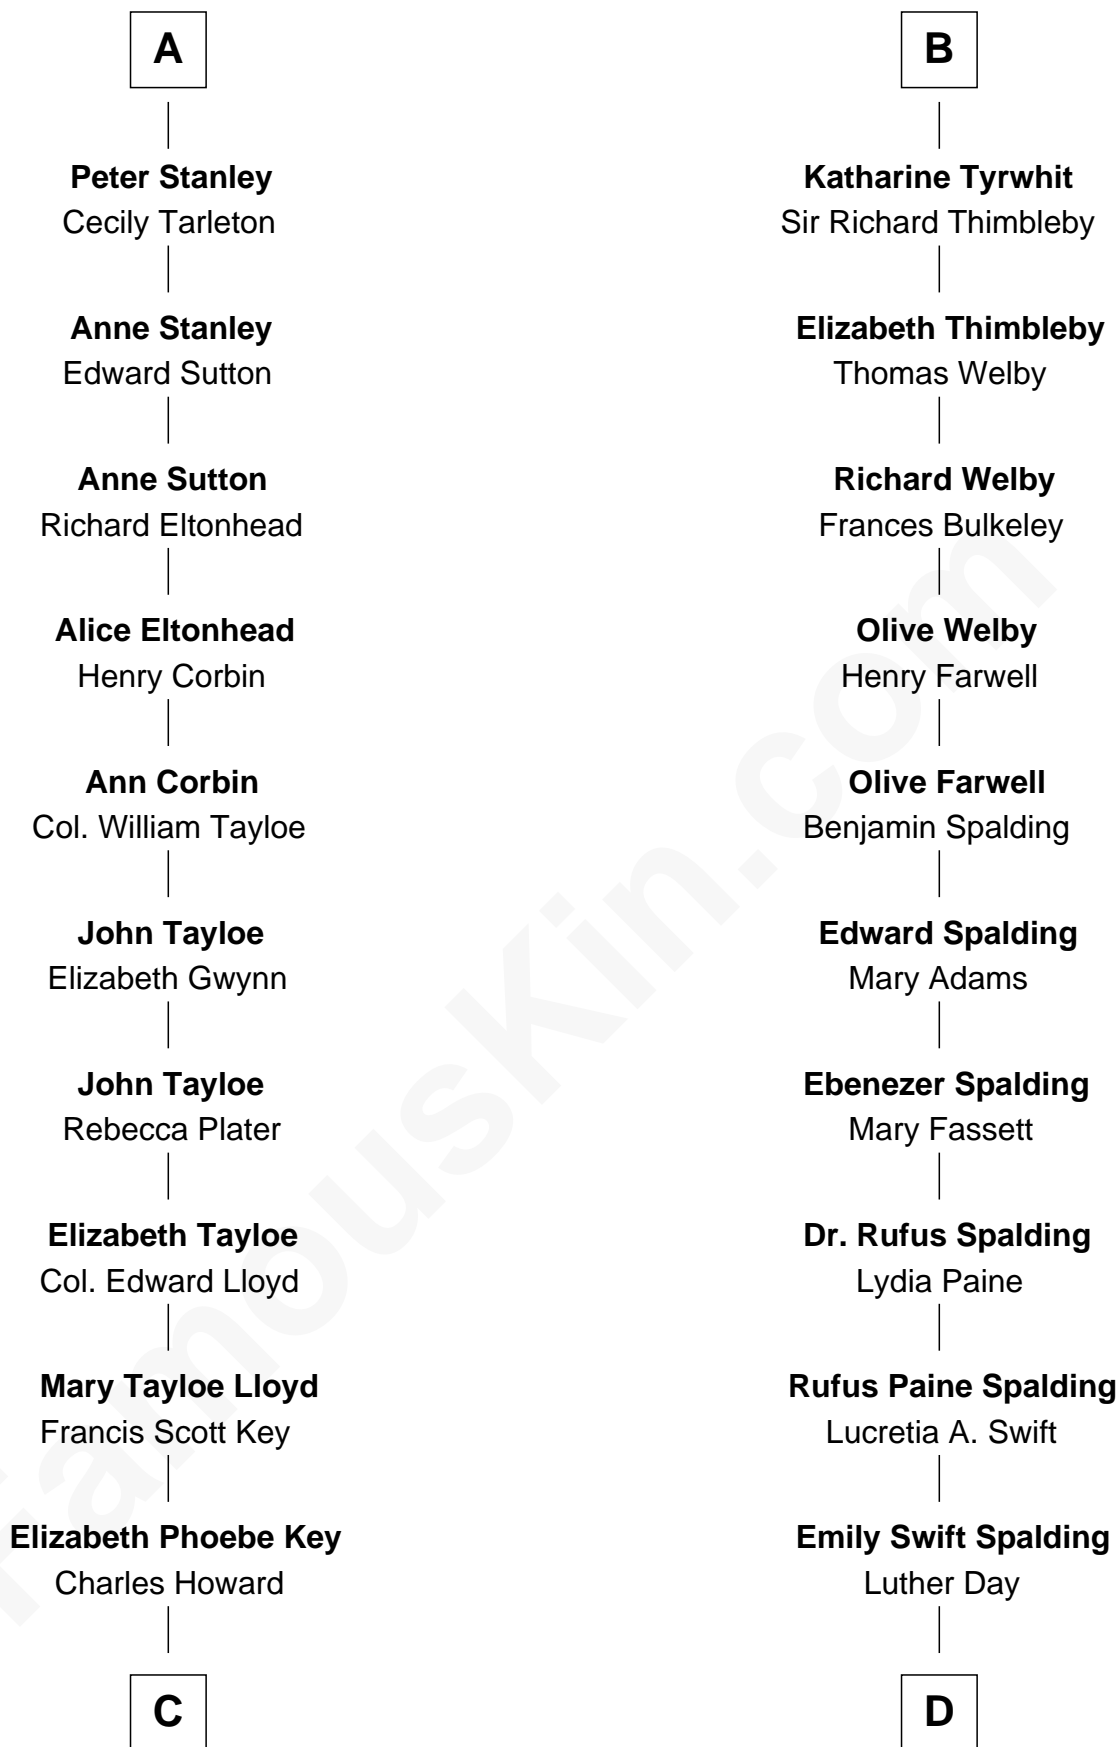 A
Peter Stanley
Cecily Tarleton
Anne Stanley
Edward Sutton
Anne Sutton
Richard Eltonhead
Alice Eltonhead
Henry Corbin
Ann Corbin
Col. William Tayloe
John Tayloe
Elizabeth Gwynn
John Tayloe
Rebecca Plater
Elizabeth Tayloe
Col. Edward Lloyd
Mary Tayloe Lloyd
Francis Scott Key
Elizabeth Phoebe Key
Charles Howard
C
B
Katharine Tyrwhit
Sir Richard Thimbleby
Elizabeth Thimbleby
Thomas Welby
Richard Welby
Frances Bulkeley
Olive Welby
Henry Farwell
Olive Farwell
Benjamin Spalding
Edward Spalding
Mary Adams
Ebenezer Spalding
Mary Fassett
Dr. Rufus Spalding
Lydia Paine
Rufus Paine Spalding
Lucretia A. Swift
Emily Swift Spalding
Luther Day
D
FamousKin.com